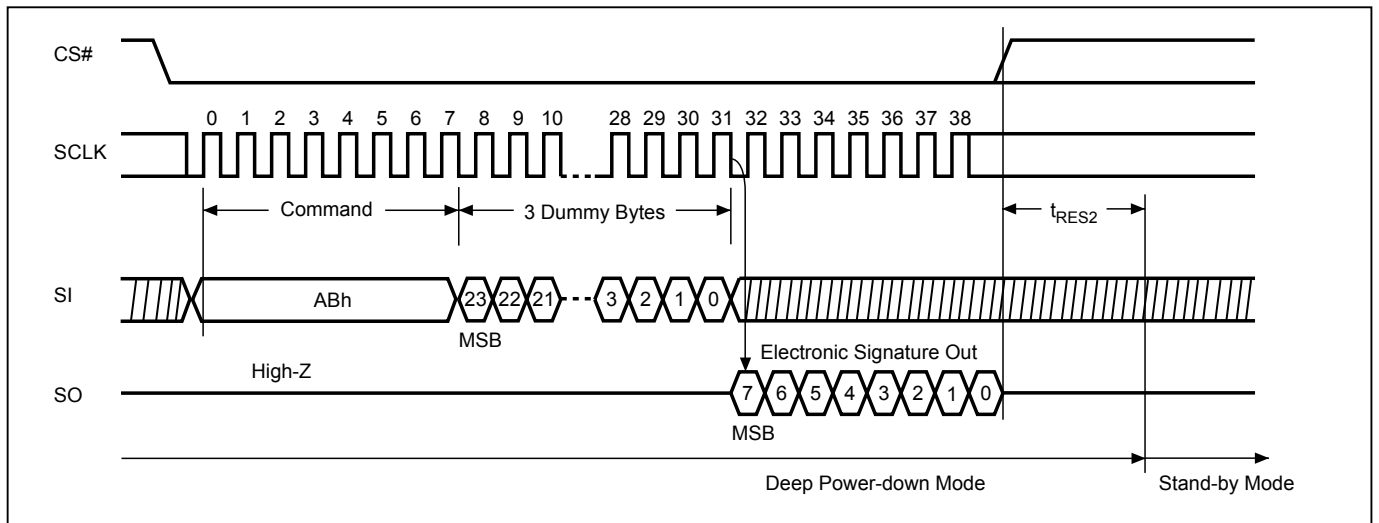 CS#
0 1 2 3 4 5 6 7 8 9 10 28 29 30 31 32 33 34 35 36 37 38
SCLK
Command 3 Dummy Bytes tRES2
SI ABh 23 22 21 3 2 1 0
MSB
Electronic Signature Out
High-Z
SO 7 6 5 4 3 2 1 0
MSB
Deep Power-down Mode Stand-by Mode